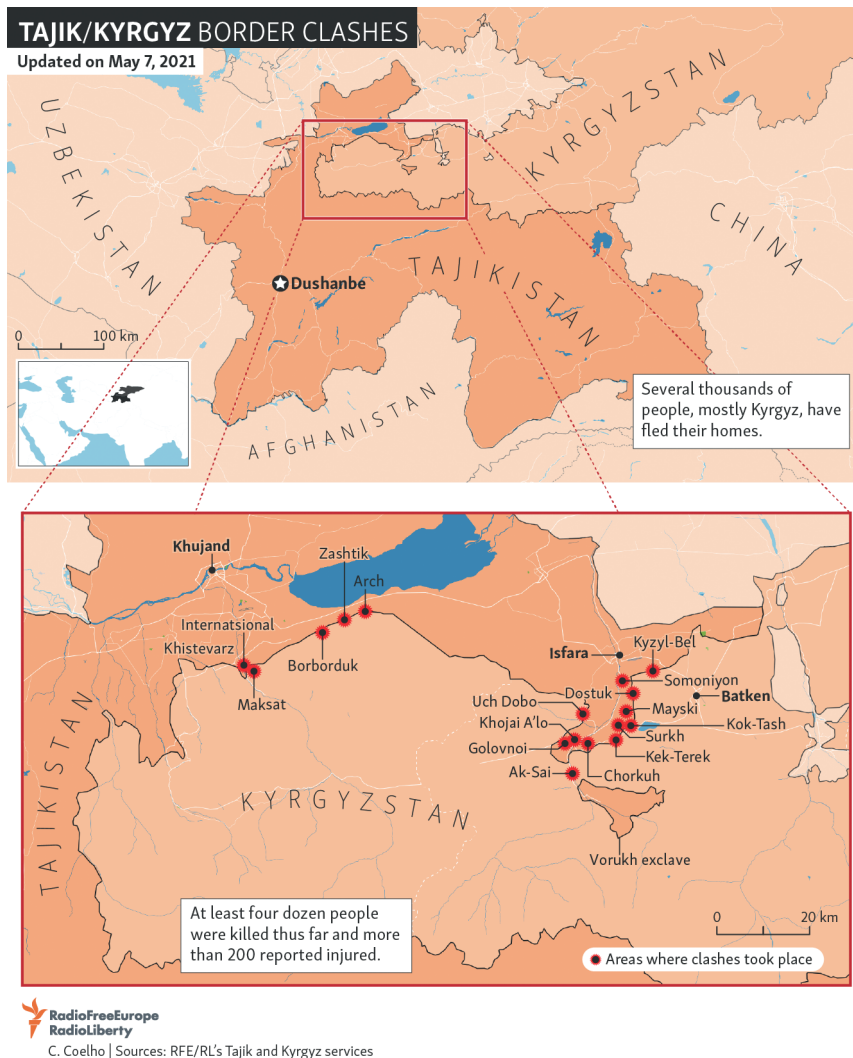 TAJIK/KYRGYZ BORDER CLASHES
Updated on May 7, 2021
UZBEKISTAN
KYRGYZSTAN
CHINA
TAJIKISTAN
Dushanbe
0 100 km
AFGHANISTAN
Several thousands of
people, mostly Kyrgyz, have
fled their homes.
Khujand
Zashtik
Arch
Interntsional
Khistevarz
Borborduk
Maksat
Isfara
Kyzyl-Bel
Somoniyon
Dostuk
Batken
Uch Dobo
Mayski
Khojai A'lo
Kok-Tash
Surkh
Golovnoi
Kek-Terek
Ak-Sai
Chorkuh
KYRGYZSTAN
TAJIKISTAN
Vorukh exclave
At least four dozen people
were killed thus far and more
than 200 reported injured.
0 20 km
Areas where clashes took place
RadioFreeEurope
RadioLiberty
C. Coelho | Sources: RFE/RL's Tajik and Kyrgyz services